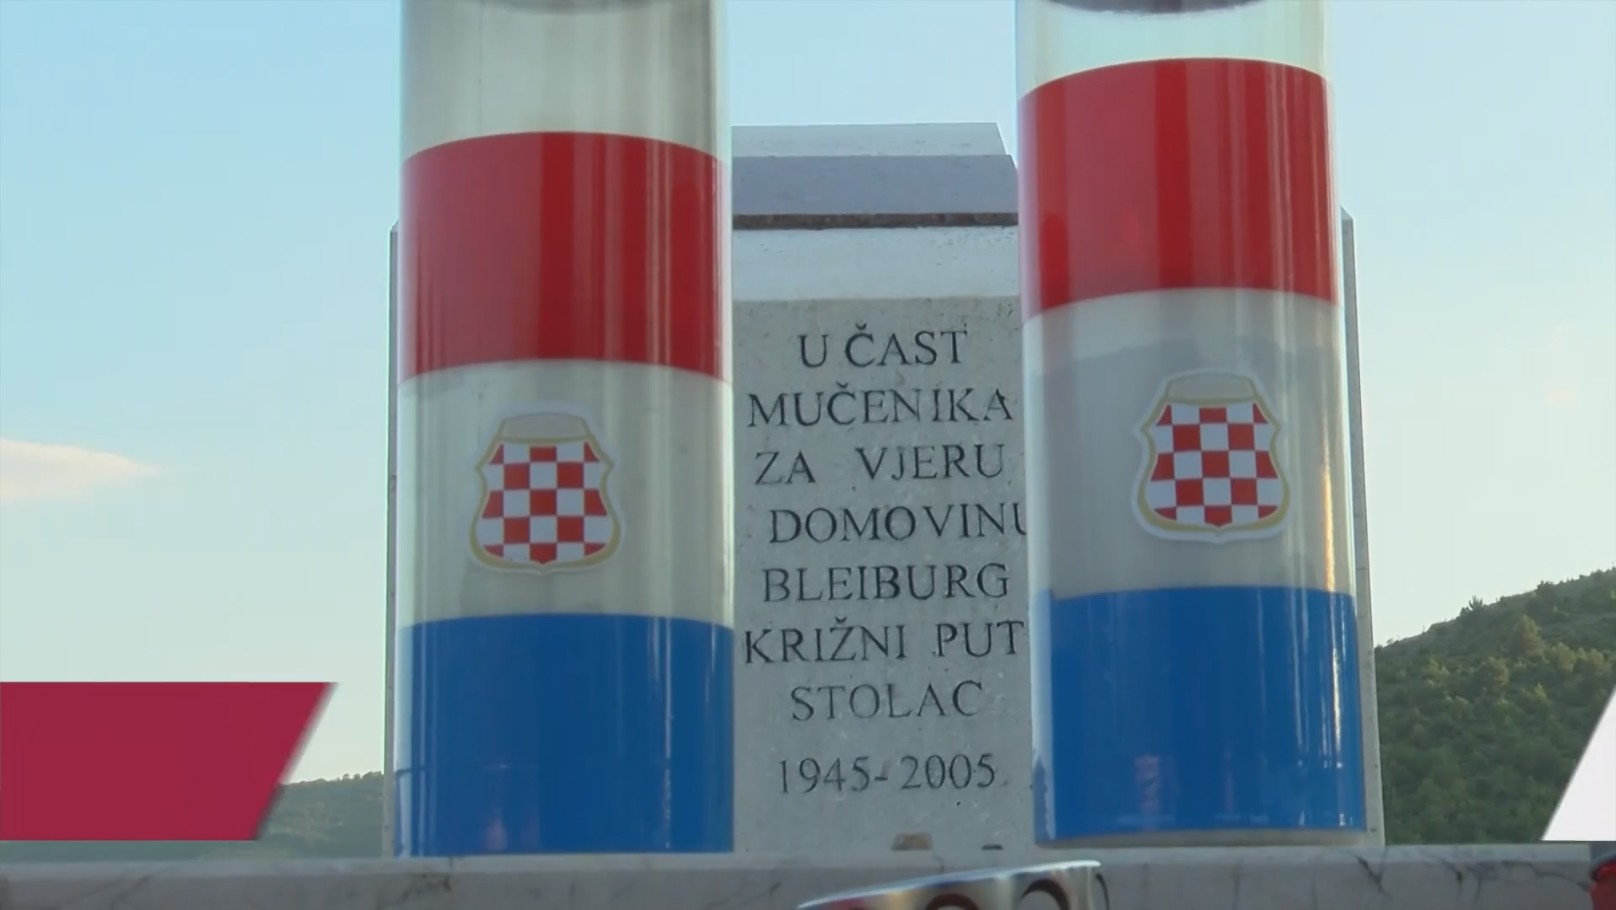 U ČAST
MUČENIKA
ZA VJERU
DOMOVINU
BLEIBURG
KRIŽNI PUT
STOLAC
1945-2005